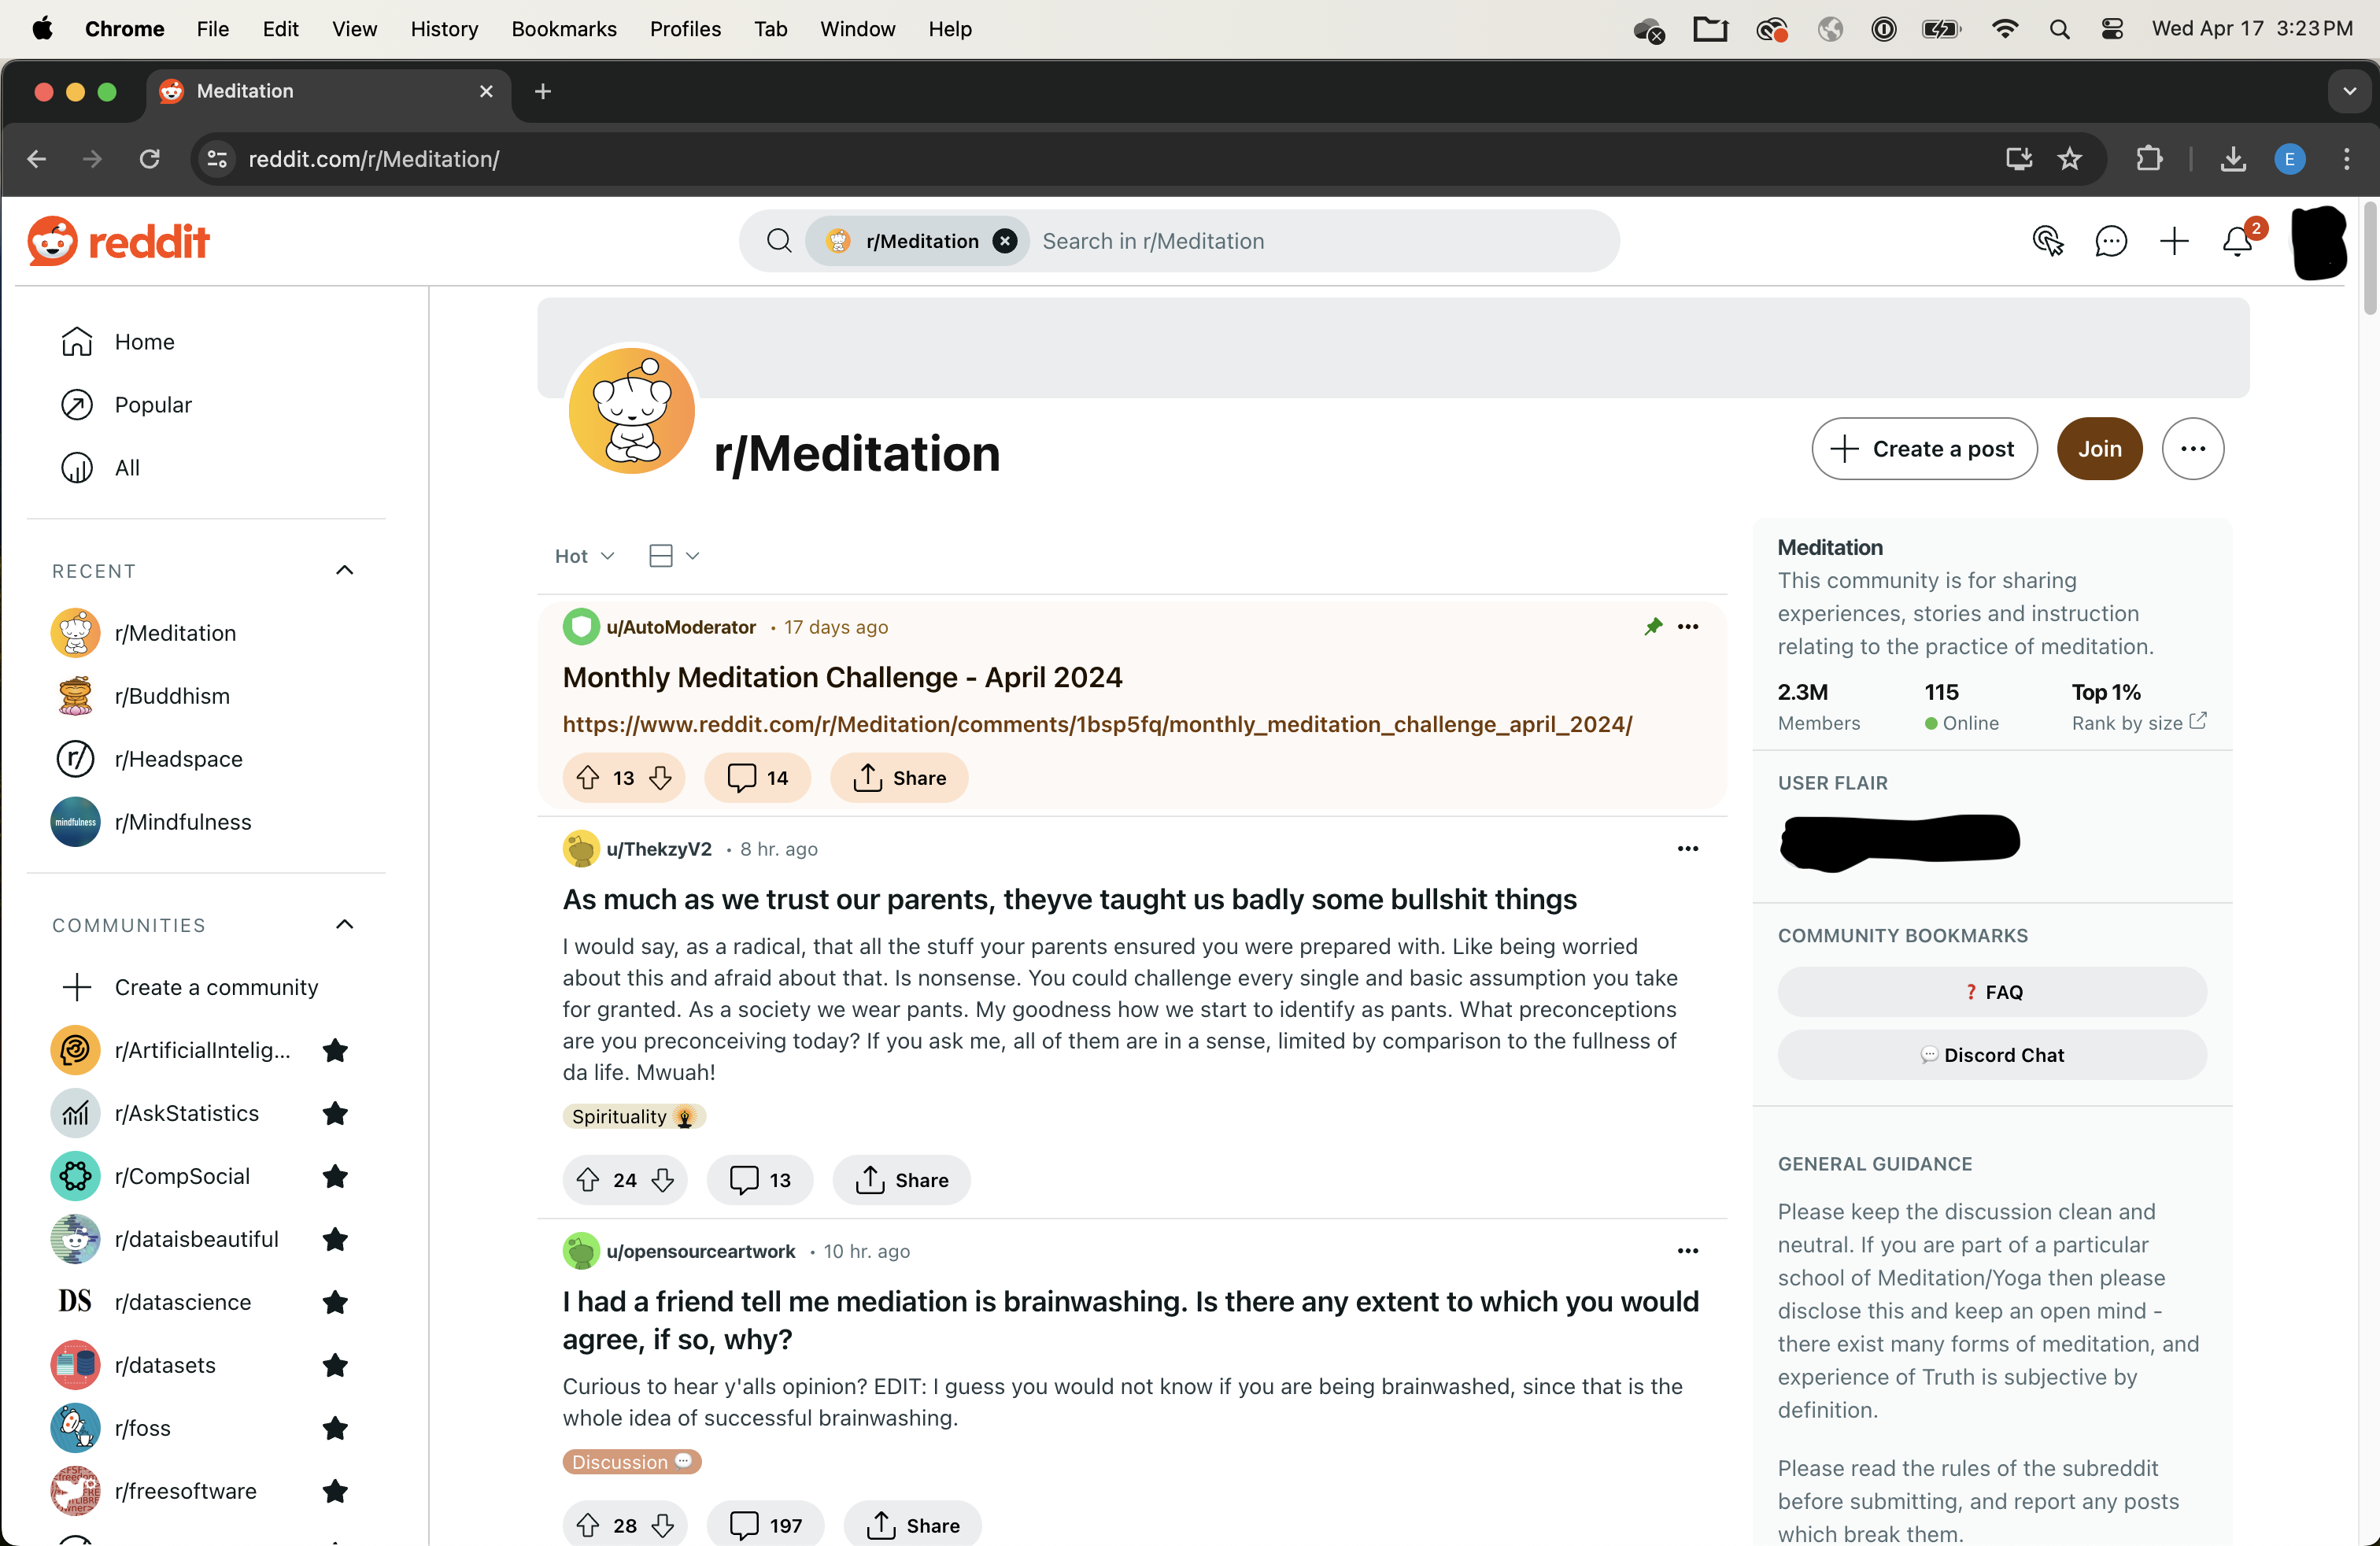 Chrome File Edit View History Bookmarks Profiles Tab Window Help Wed Apr 17 3:23 PM
Meditation
reddit.com/r/Meditation/
E
reddit
r/Meditation Search in r/Meditation
2
Home
Popular
All
RECENT
r/Meditation
r/Buddhism
r/Headspace
mindfulness
r/Mindfulness
COMMUNITIES
Create a community
r/ArtificialIntelig...
r/AskStatistics
r/CompSocial
r/dataisbeautiful
DS r/datascience
r/datasets
r/foss
r/freesoftware
r/Meditation
Create a post
Join
Hot
u/AutoModerator • 17 days ago
Monthly Meditation Challenge - April 2024
https://www.reddit.com/r/Meditation/comments/1bsp5fq/monthly_meditation_challenge_april_2024/
13 14 Share
u/ThekzyV2 • 8 hr. ago
As much as we trust our parents, theyve taught us badly some bullshit things
I would say, as a radical, that all the stuff your parents ensured you were prepared with. Like being worried
about this and afraid about that. Is nonsense. You could challenge every single and basic assumption you take
for granted. As a society we wear pants. My goodness how we start to identify as pants. What preconceptions
are you preconceiving today? If you ask me, all of them are in a sense, limited by comparison to the fullness of
da life. Mwuah!
Spirituality
24 13 Share
u/opensourceartwork • 10 hr. ago
I had a friend tell me mediation is brainwashing. Is there any extent to which you would
agree, if so, why?
Curious to hear y'alls opinion? EDIT: I guess you would not know if you are being brainwashed, since that is the
whole idea of successful brainwashing.
Discussion
28 197 Share
Meditation
This community is for sharing
experiences, stories and instruction
relating to the practice of meditation.
2.3M 115 Top 1%
Members Online Rank by size
USER FLAIR
COMMUNITY BOOKMARKS
❓ FAQ
💬 Discord Chat
GENERAL GUIDANCE
Please keep the discussion clean and
neutral. If you are part of a particular
school of Meditation/Yoga then please
disclose this and keep an open mind -
there exist many forms of meditation, and
experience of Truth is subjective by
definition.
Please read the rules of the subreddit
before submitting, and report any posts
which break them.